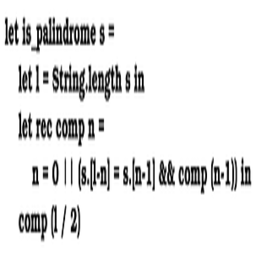 let is_palindrome s =
let l = String.length s in
let rec comp n =
n = 0 || (s.[l-n] = s.[n-1] && comp (n-1)) in
comp (l / 2)